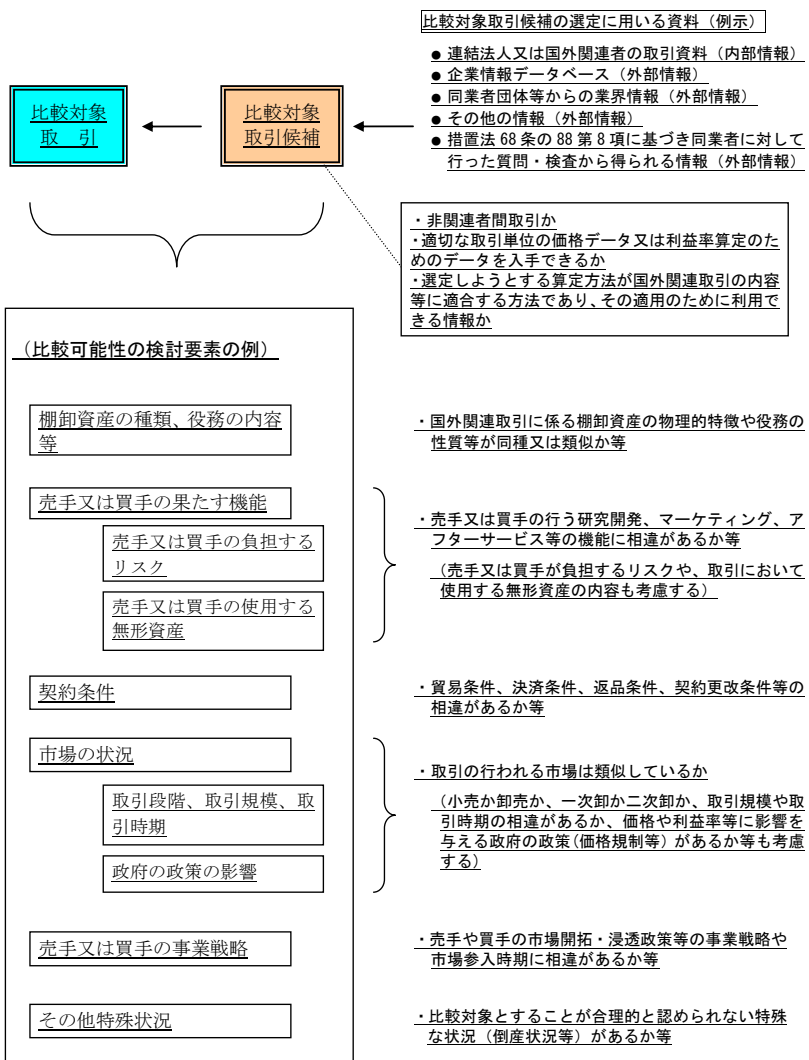 比較対象取引候補の選定に用いる資料（例示）
● 連結法人又は国外関連者の取引資料（内部情報）
● 企業情報データベース（外部情報）
● 同業者団体等からの業界情報（外部情報）
● その他の情報（外部情報）
● 措置法 68 条の 88 第 8 項に基づき同業者に対して
行った質問・検査から得られる情報（外部情報）
比較対象
取　引
比較対象
取引候補
・非関連者間取引か
・適切な取引単位の価格データ又は利益率算定のた
めのデータを入手できるか
・選定しようとする算定方法が国外関連取引の内容
等に適合する方法であり、その適用のために利用で
きる情報か
（比較可能性の検討要素の例）
棚卸資産の種類、役務の内容
等
・国外関連取引に係る棚卸資産の物理的特徴や役務の
性質等が同種又は類似か等
売手又は買手の果たす機能
売手又は買手の負担する
リスク
売手又は買手の使用する
無形資産
・売手又は買手の行う研究開発、マーケティング、ア
フターサービス等の機能に相違があるか等
（売手又は買手が負担するリスクや、取引において
使用する無形資産の内容も考慮する）
契約条件
・貿易条件、決済条件、返品条件、契約更改条件等の
相違があるか等
市場の状況
取引段階、取引規模、取
引時期
政府の政策の影響
・取引の行われる市場は類似しているか
（小売か卸売か、一次卸か二次卸か、取引規模や取
引時期の相違があるか、価格や利益率等に影響を
与える政府の政策（価格規制等）があるか等も考慮
する）
売手又は買手の事業戦略
・売手や買手の市場開拓・浸透政策等の事業戦略や
市場参入時期に相違があるか等
その他特殊状況
・比較対象とすることが合理的と認められない特殊
な状況（倒産状況等）があるか等